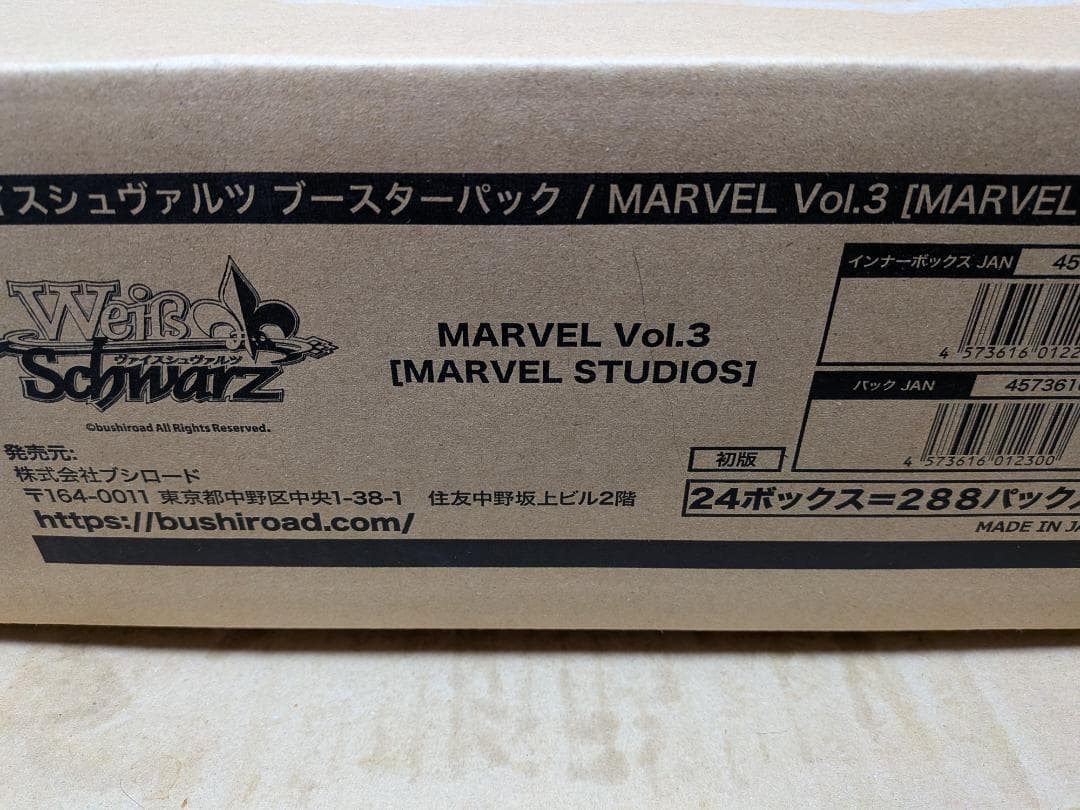 イスシュヴァルツ ブースターパック / MARVEL Vol.3 [MARVEL
Weiß
ヴァイスシュヴァルツ
Schwarz
©bushiroad All Rights Reserved.
MARVEL Vol.3
[MARVEL STUDIOS]
インナーボックス JAN 45
4 573616 0122
パック JAN 4573616
4 573616 012300
発売元:
株式会社ブシロード
〒164-0011 東京都中野区中央1-38-1 住友中野坂上ビル2階
https://bushiroad.com/
初版
24ボックス=288パック
MADE IN JA